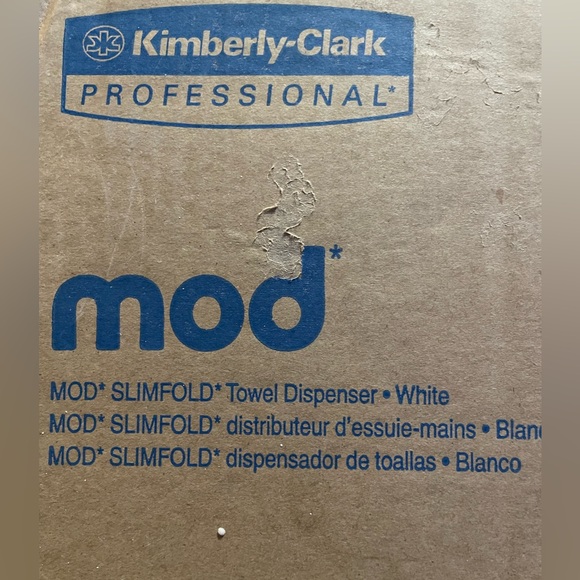 Kimberly-Clark
PROFESSIONAL*
mod*
MOD* SLIMFOLD* Towel Dispenser • White
MOD* SLIMFOLD* distributeur d'essuie-mains • Blan
MOD* SLIMFOLD* dispensador de toallas • Blanco